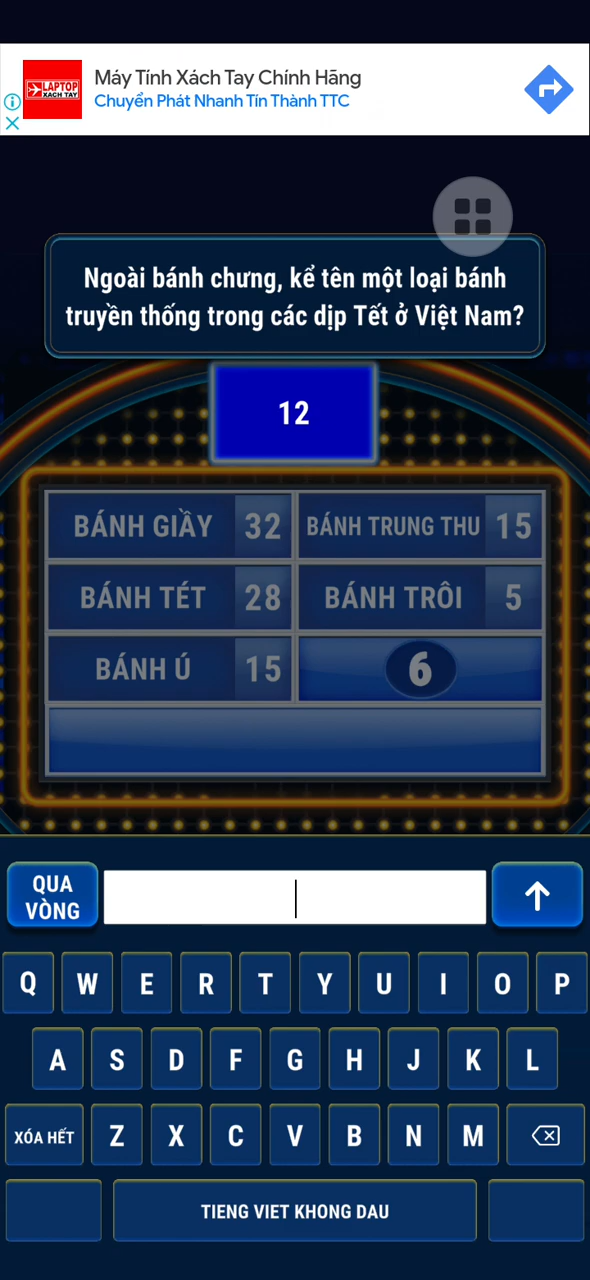 LAPTOP
XACH TAY
Máy Tính Xách Tay Chính Hãng
Chuyển Phát Nhanh Tín Thành TTC
Ngoài bánh chưng, kể tên một loại bánh
truyền thống trong các dịp Tết ở Việt Nam?
12
BÁNH GIẦY 32
BÁNH TRUNG THU 15
BÁNH TÉT 28
BÁNH TRÔI 5
BÁNH Ú 15
6
QUA
VÒNG
Q W E R T Y U I O P
A S D F G H J K L
XÓA HẾT Z X C V B N M
TIENG VIET KHONG DAU